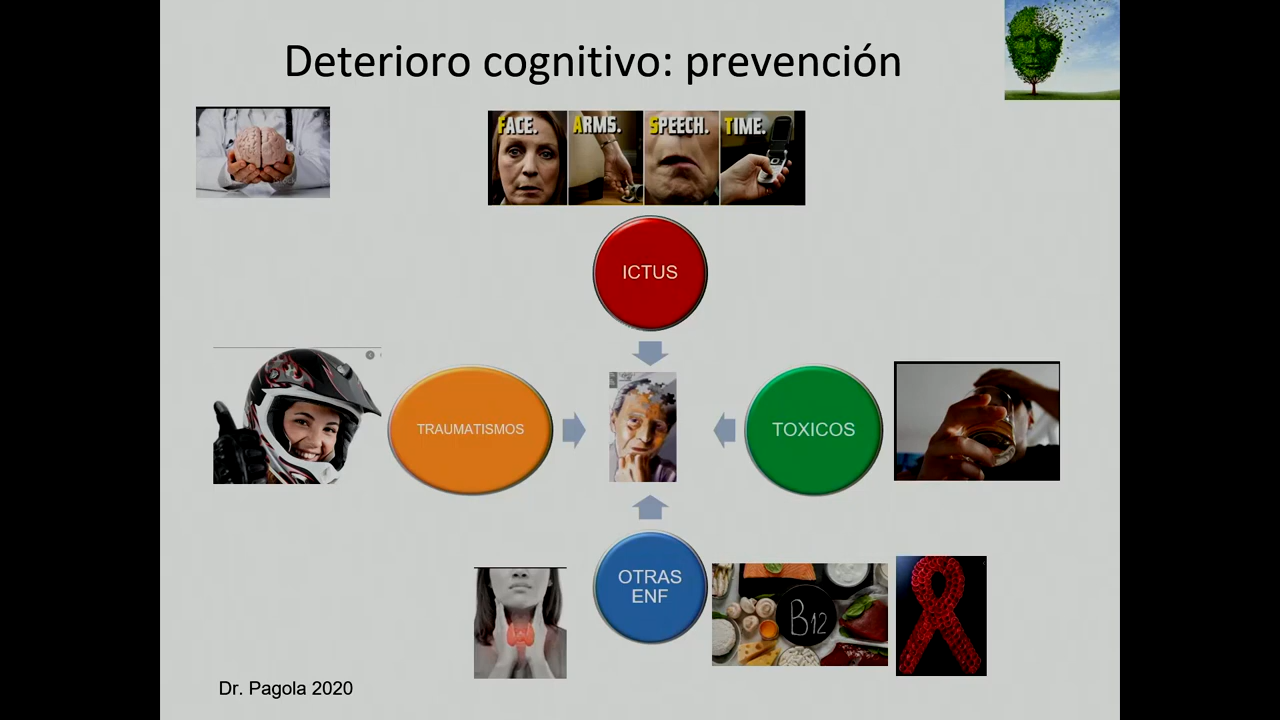 Deterioro cognitivo: prevención
FACE. ARMS. SPEECH. TIME.
ICTUS
TRAUMATISMOS
TOXICOS
OTRAS
ENF
B12
Dr. Pagola 2020